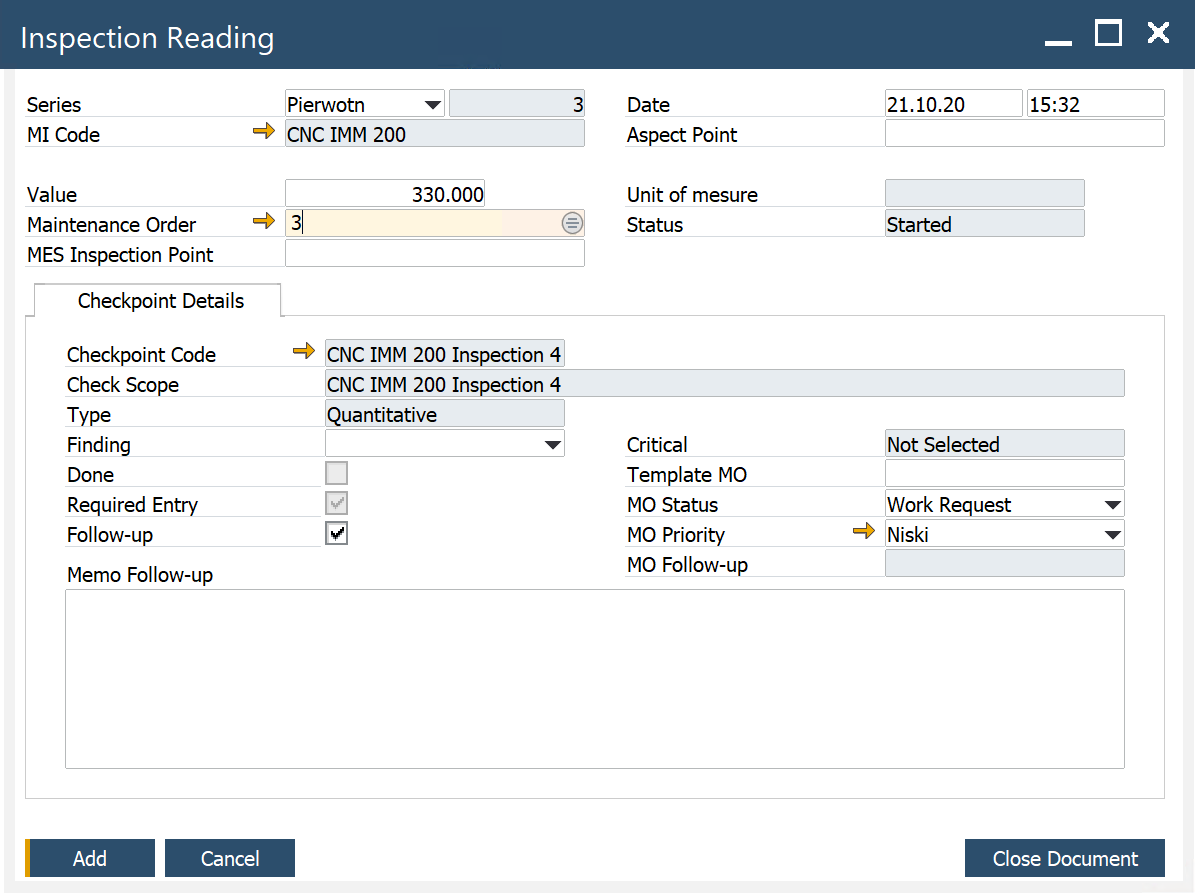 Inspection Reading
Series Pierwotn 3 Date 21.10.20 15:32
MI Code CNC IMM 200 Aspect Point
Value 330.000 Unit of mesure
Maintenance Order 3 Status Started
MES Inspection Point
Checkpoint Details
Checkpoint Code CNC IMM 200 Inspection 4
Check Scope CNC IMM 200 Inspection 4
Type Quantitative
Finding Critical Not Selected
Done Template MO
Required Entry MO Status Work Request
Follow-up MO Priority Niski
MO Follow-up
Memo Follow-up
Add Cancel Close Document